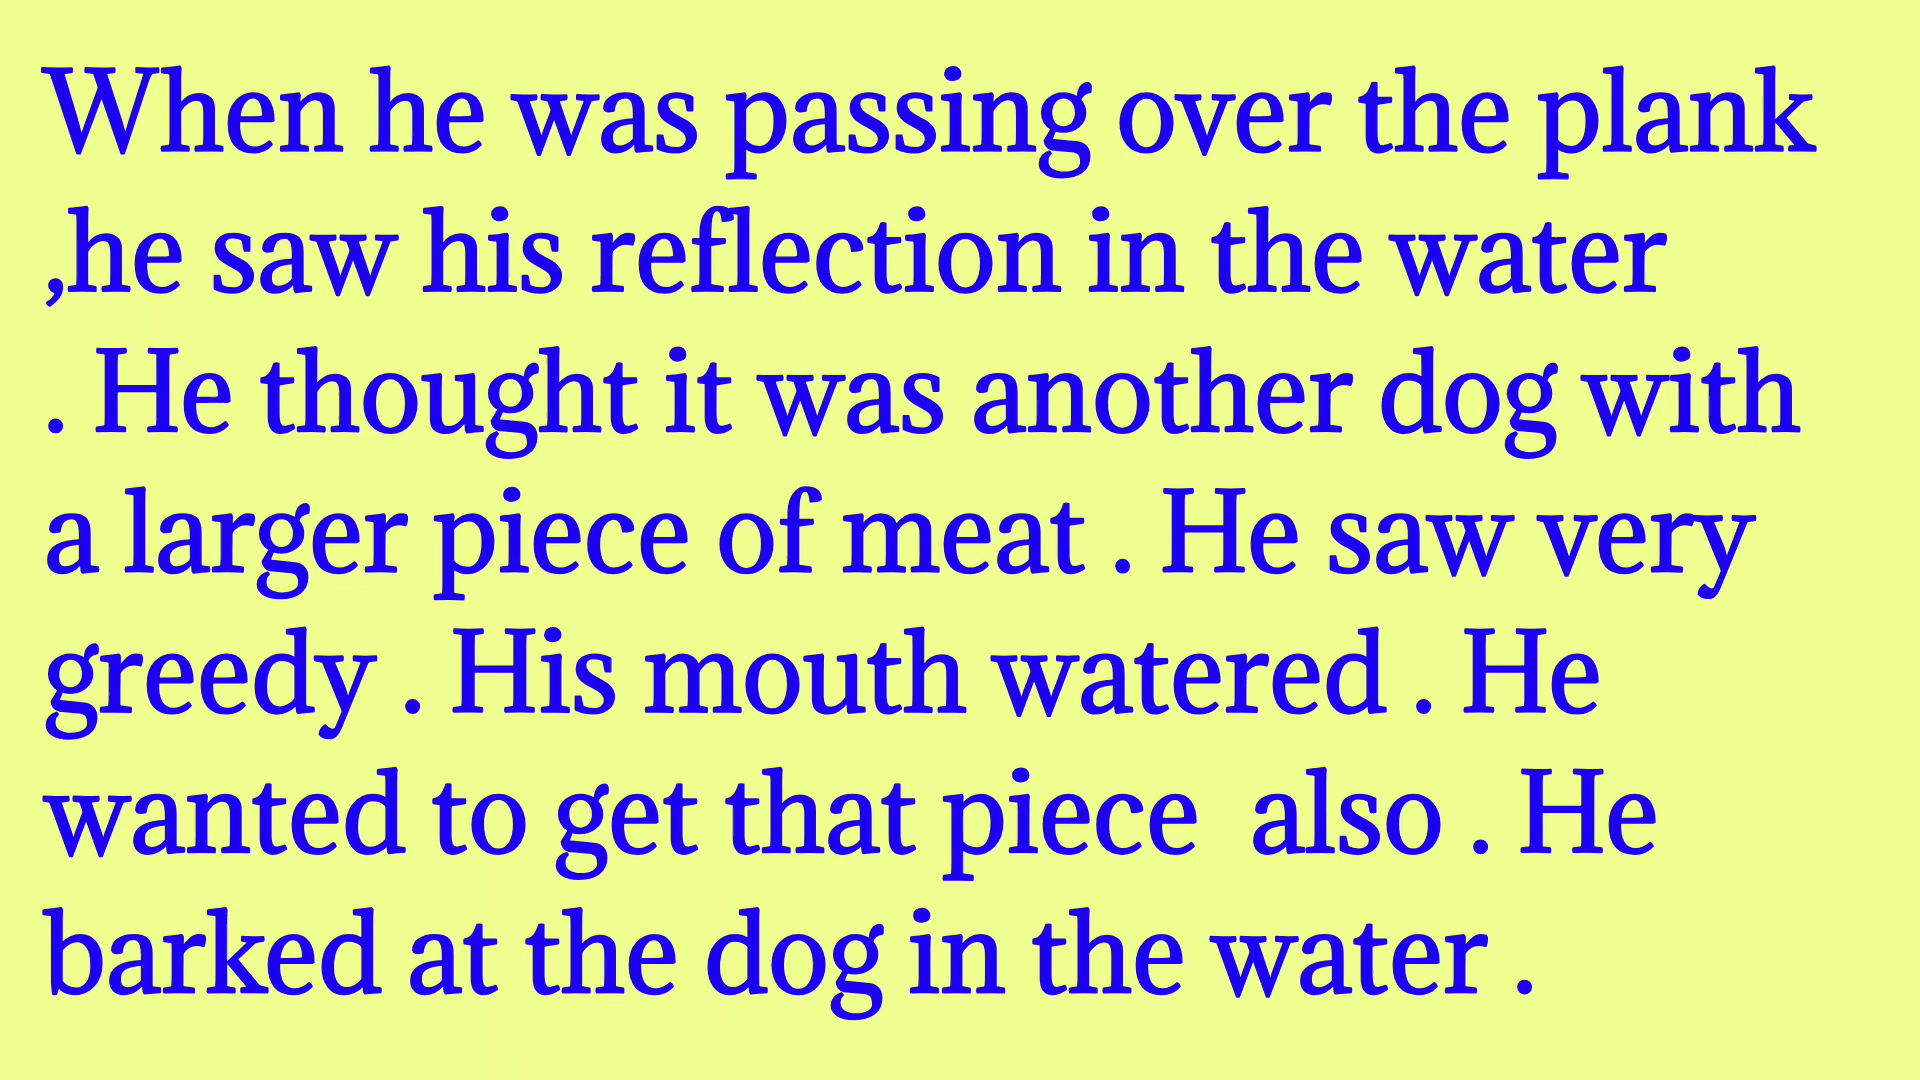 When he was passing over the plank
,he saw his reflection in the water
. He thought it was another dog with
a larger piece of meat . He saw very
greedy . His mouth watered . He
wanted to get that piece  also . He
barked at the dog in the water .